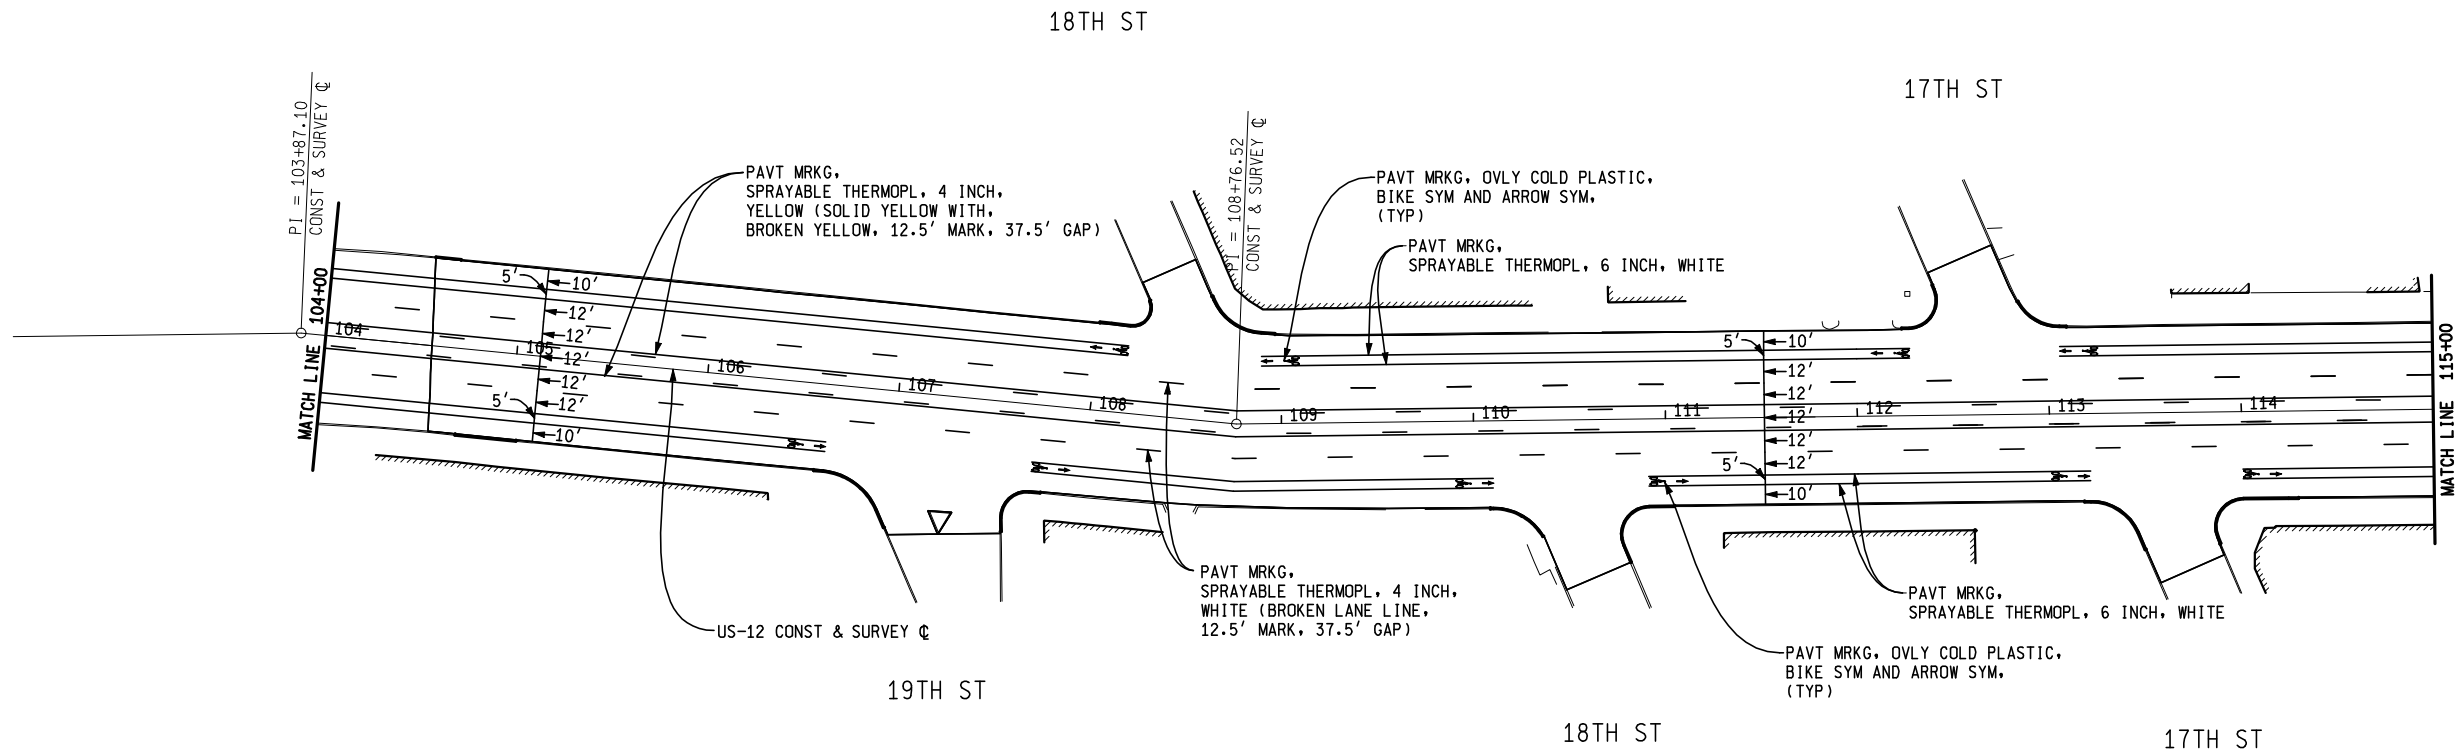 18TH ST
17TH ST
PI = 103+87.10
CONST & SURVEY ℄
PI = 108+76.52
CONST & SURVEY ℄
PAVT MRKG,
SPRAYABLE THERMOPL, 4 INCH,
YELLOW (SOLID YELLOW WITH,
BROKEN YELLOW, 12.5' MARK, 37.5' GAP)
PAVT MRKG, OVLY COLD PLASTIC,
BIKE SYM AND ARROW SYM,
(TYP)
PAVT MRKG,
SPRAYABLE THERMOPL, 6 INCH, WHITE
MATCH LINE 104+00
5'
10'
12'
12'
12'
12'
12'
5'
10'
104
105
106
107
108
109
110
111
112
113
114
5'
10'
12'
12'
12'
12'
12'
5'
10'
MATCH LINE 115+00
US-12 CONST & SURVEY ℄
PAVT MRKG,
SPRAYABLE THERMOPL, 4 INCH,
WHITE (BROKEN LANE LINE,
12.5' MARK, 37.5' GAP)
PAVT MRKG,
SPRAYABLE THERMOPL, 6 INCH, WHITE
PAVT MRKG, OVLY COLD PLASTIC,
BIKE SYM AND ARROW SYM,
(TYP)
19TH ST
18TH ST
17TH ST